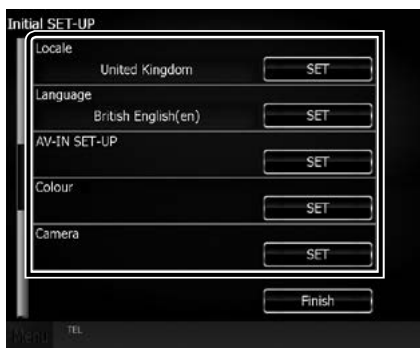 Initial SET-UP
Locale
United Kingdom SET
Language
British English(en) SET
AV-IN SET-UP
SET
Colour
SET
Camera
SET
Finish
Menu TEL